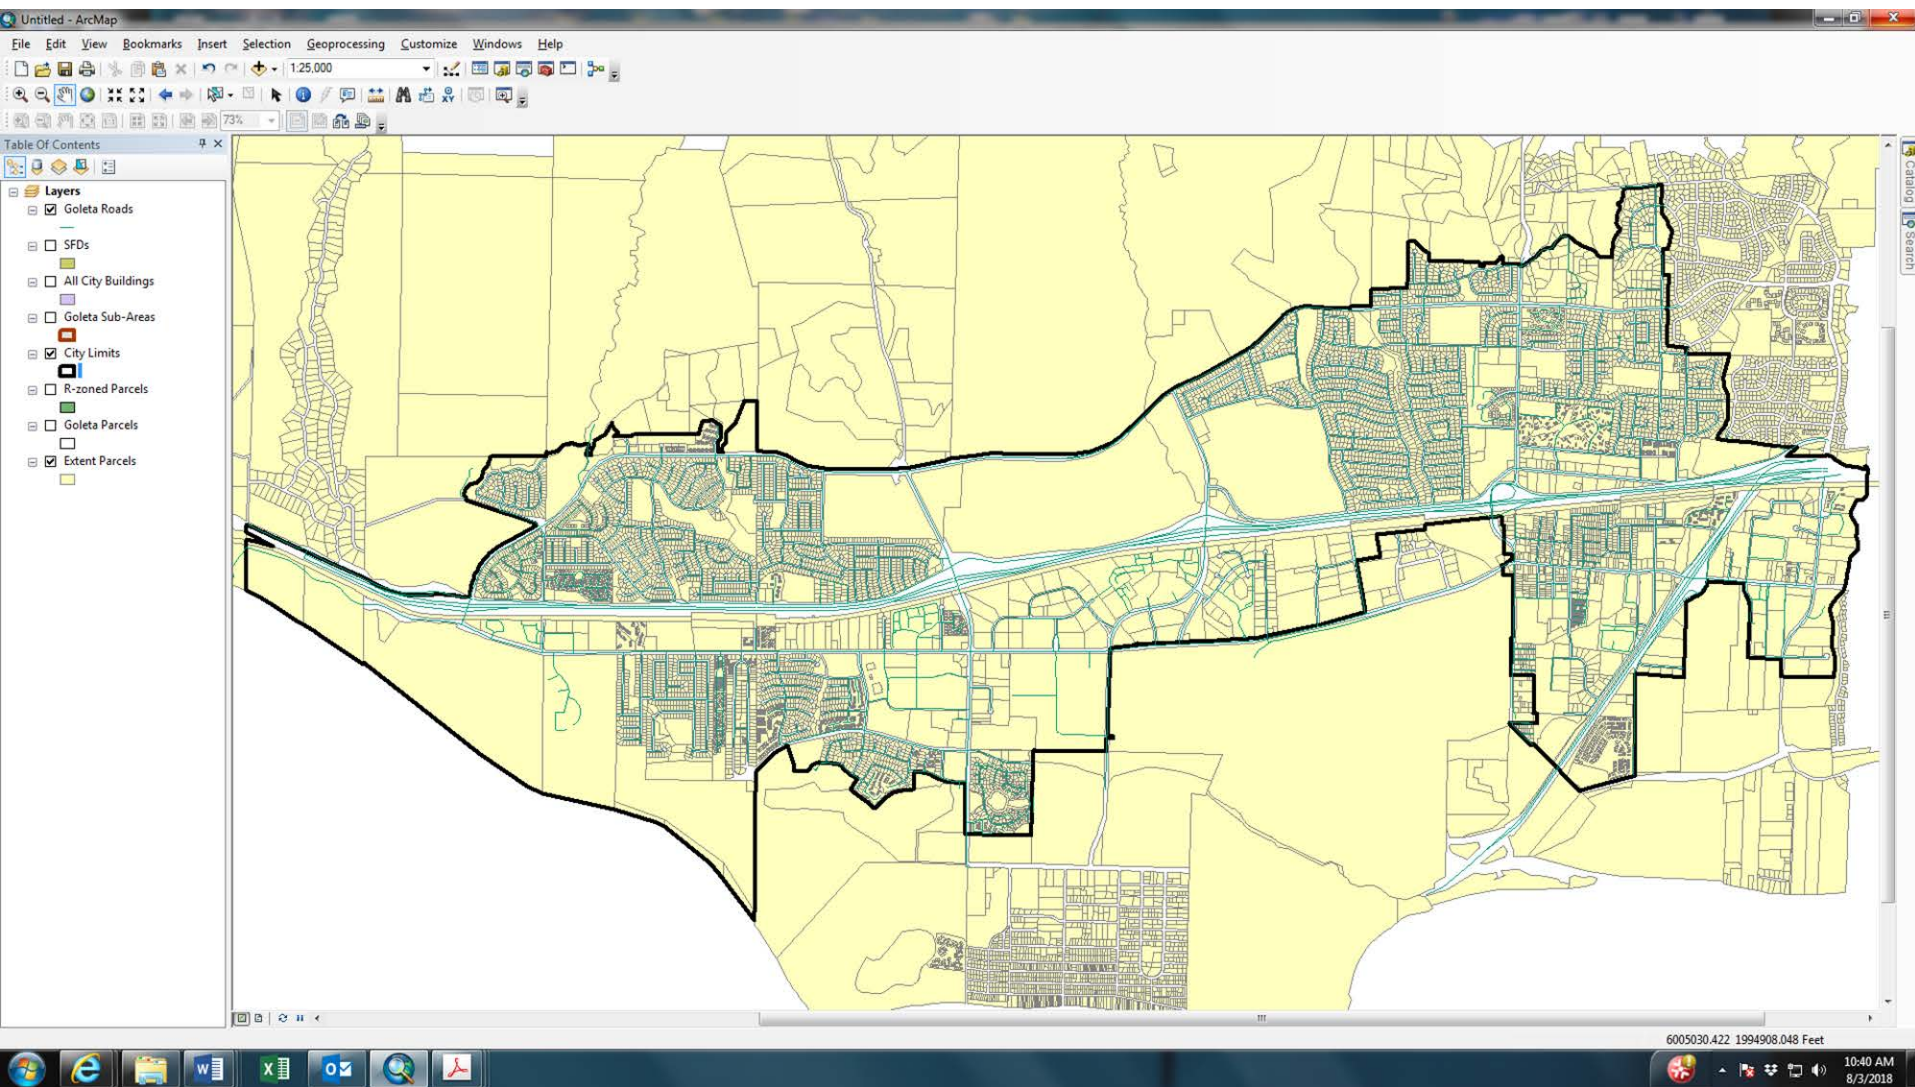 Untitled - ArcMap
File Edit View Bookmarks Insert Selection Geoprocessing Customize Windows Help
1:25,000
73%
Table Of Contents
Layers
Goleta Roads
SFDs
All City Buildings
Goleta Sub-Areas
City Limits
R-zoned Parcels
Goleta Parcels
Extent Parcels
Catalog
Search
6005030.422 1994908.048 Feet
10:40 AM
8/3/2018